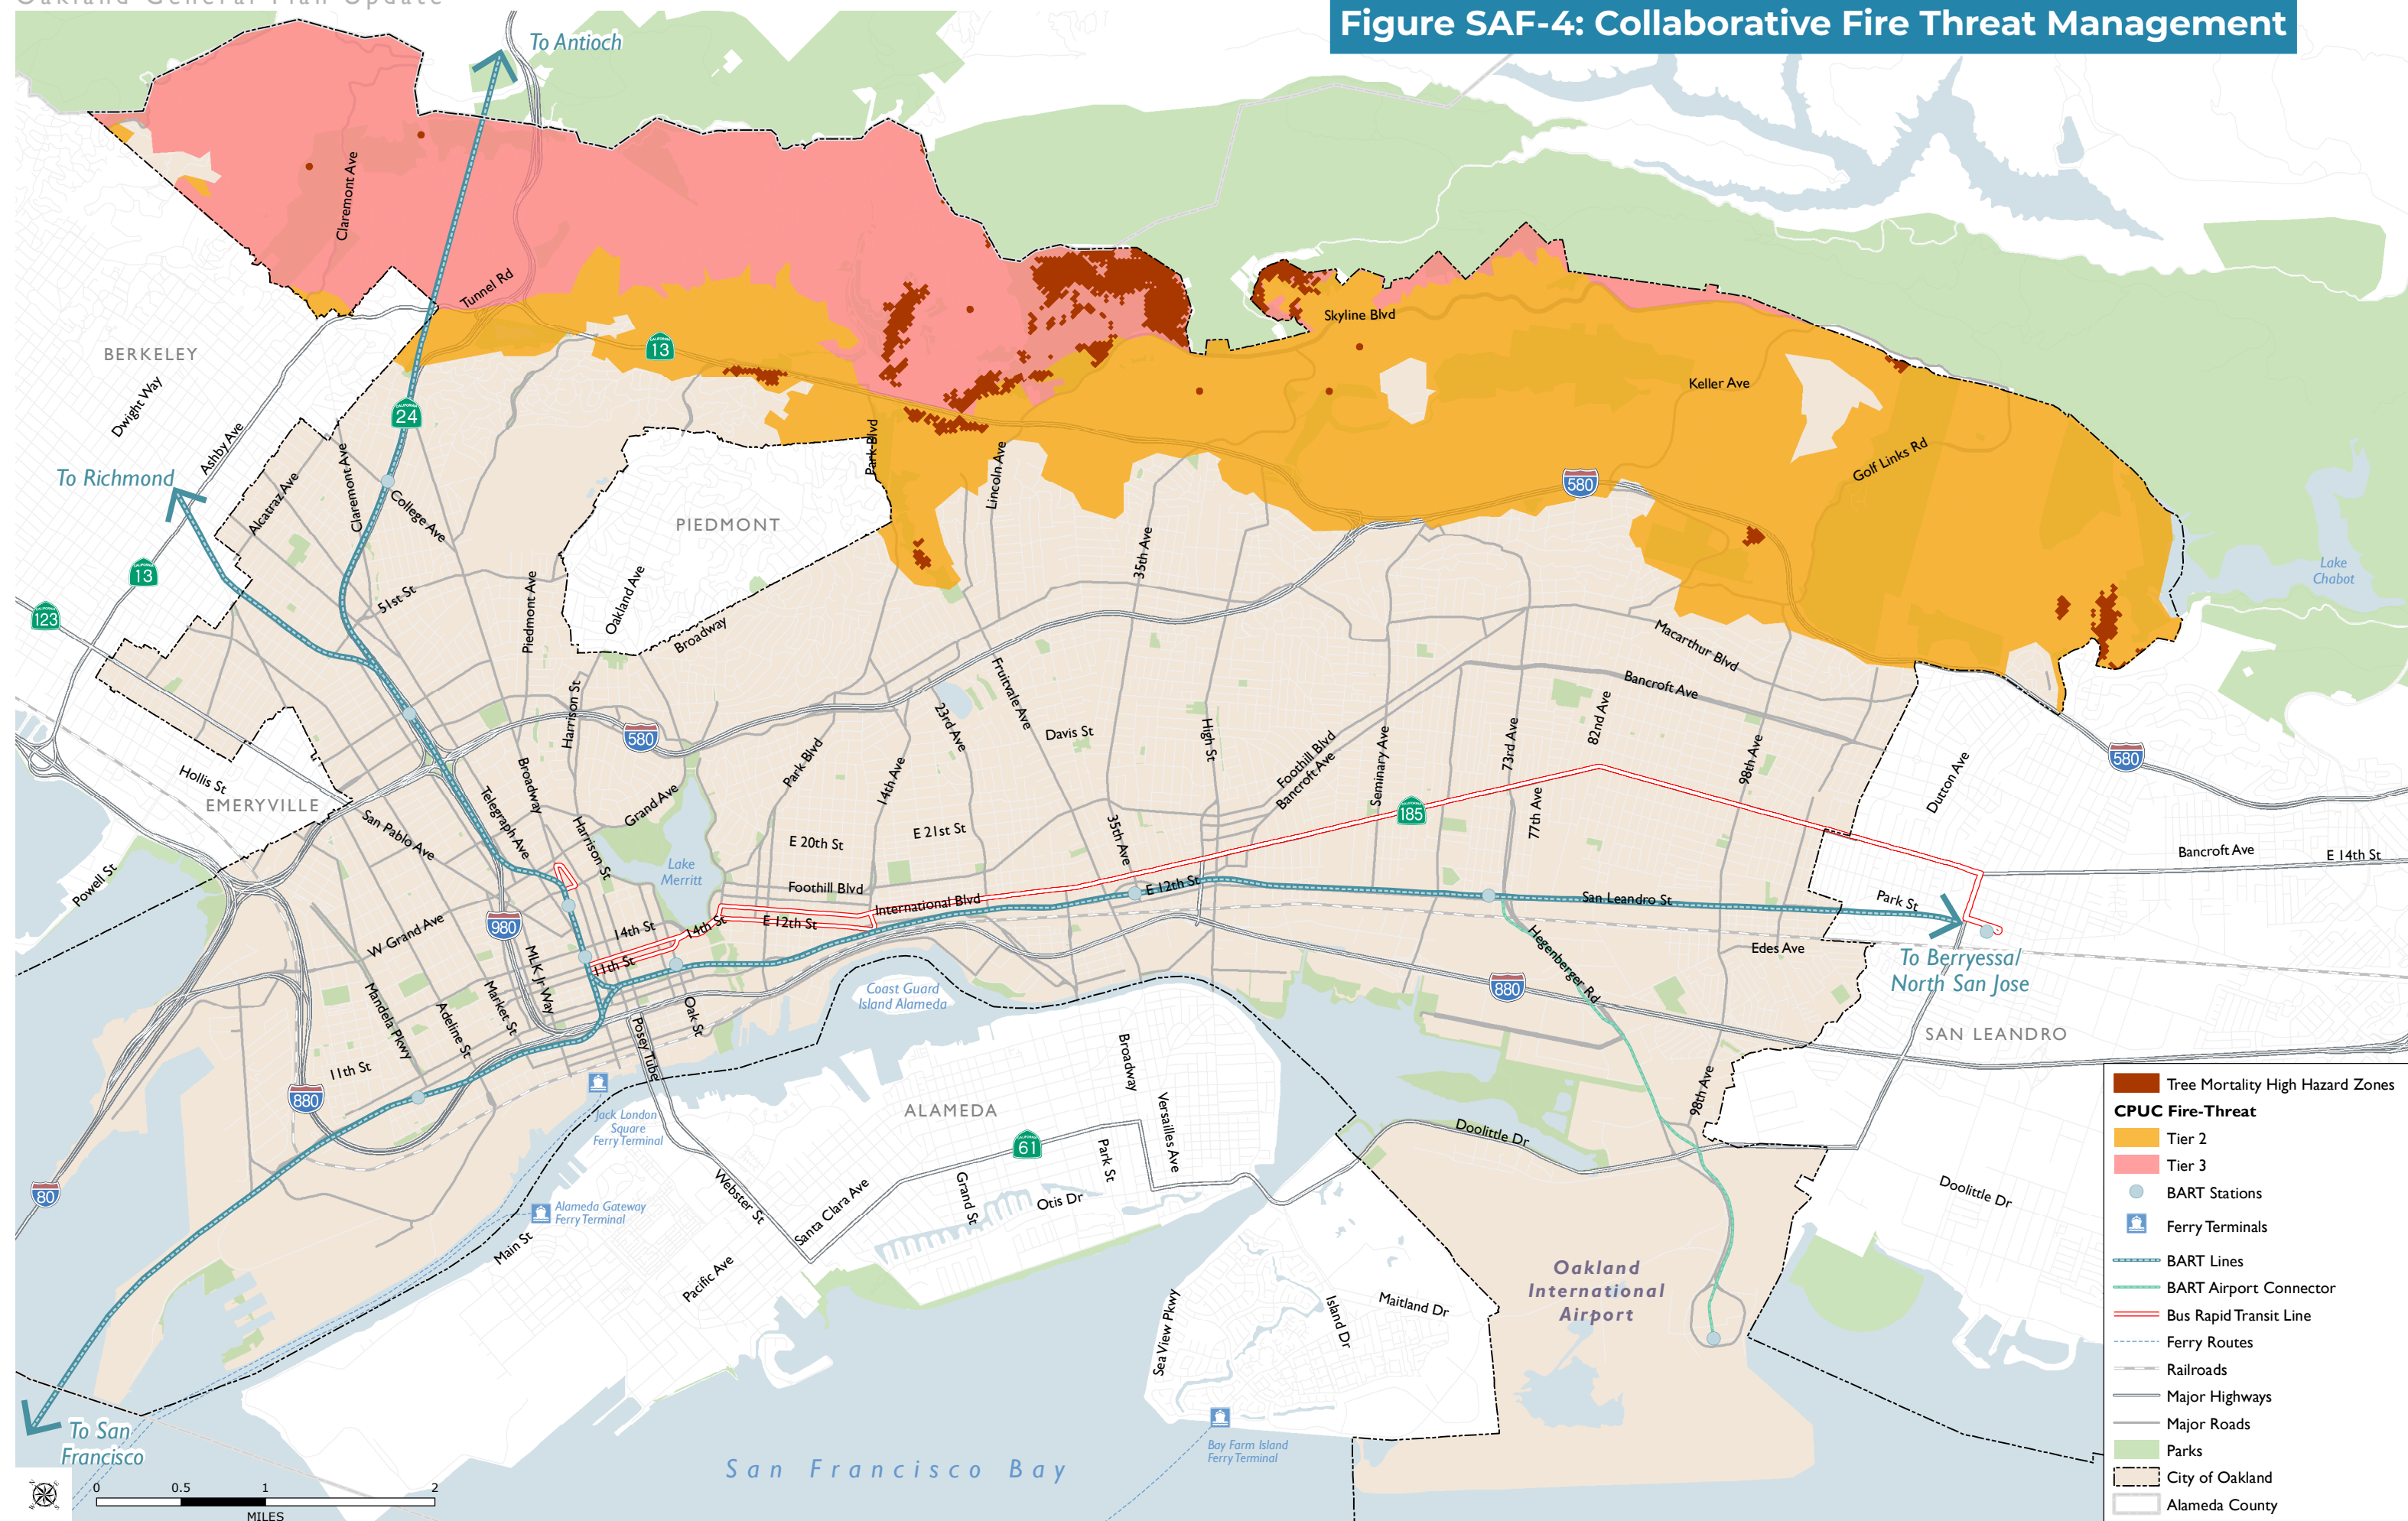 Oakland General Plan Update
Figure SAF-4: Collaborative Fire Threat Management
To Antioch
Claremont Ave
Tunnel Rd
BERKELEY
Dwight Way
Ashby Ave
13
24
Skyline Blvd
Keller Ave
Golf Links Rd
To Richmond
Alcatraz Ave
Claremont Ave
College Ave
PIEDMONT
Park Blvd
Lincoln Ave
580
35th Ave
Lake
Chabot
13
123
51st St
Piedmont Ave
Oakland Ave
Broadway
Macarthur Blvd
Bancroft Ave
Fruitvale Ave
23rd Ave
Davis St
High St
Harrison St
580
Park Blvd
14th Ave
Foothill Blvd
Bancroft Ave
Seminary Ave
73rd Ave
82nd Ave
98th Ave
Dutton Ave
580
Hollis St
EMERYVILLE
San Pablo Ave
Telegraph Ave
Broadway
Harrison St
Grand Ave
Lake
Merritt
E 20th St
E 21st St
35th Ave
185
77th Ave
Bancroft Ave
E 14th St
Powell St
Foothill Blvd
International Blvd
E 12th St
E 12th St
San Leandro St
Park St
980
W Grand Ave
14th St
14th St
11th St
MLK Jr Way
Market St
Adeline St
Mandela Pkwy
Oak St
Posey Tube
Coast Guard
Island Alameda
Hegenberger Rd
Edes Ave
To Berryessa/
North San Jose
880
SAN LEANDRO
11th St
880
Jack London
Square
Ferry Terminal
ALAMEDA
Broadway
Versailles Ave
61
Park St
Doolittle Dr
98th Ave
80
Alameda Gateway
Ferry Terminal
Main St
Webster St
Santa Clara Ave
Grand St
Otis Dr
Pacific Ave
Doolittle Dr
Oakland
International
Airport
Sea View Pkwy
Island Dr
Maitland Dr
Bay Farm Island
Ferry Terminal
To San
Francisco
San Francisco Bay
0 0.5 1 2
MILES
Tree Mortality High Hazard Zones
CPUC Fire-Threat
Tier 2
Tier 3
BART Stations
Ferry Terminals
BART Lines
BART Airport Connector
Bus Rapid Transit Line
Ferry Routes
Railroads
Major Highways
Major Roads
Parks
City of Oakland
Alameda County